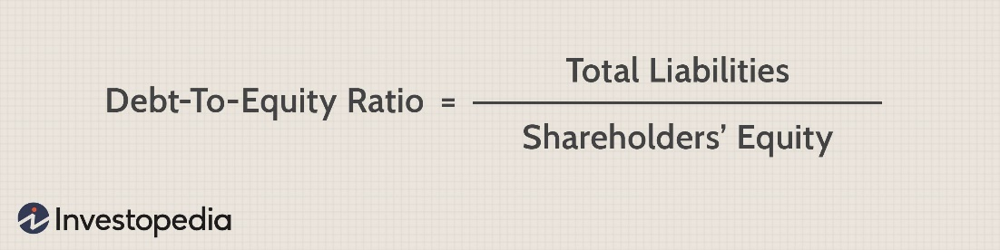 Debt-To-Equity Ratio = Total Liabilities
Shareholders’ Equity
Investopedia